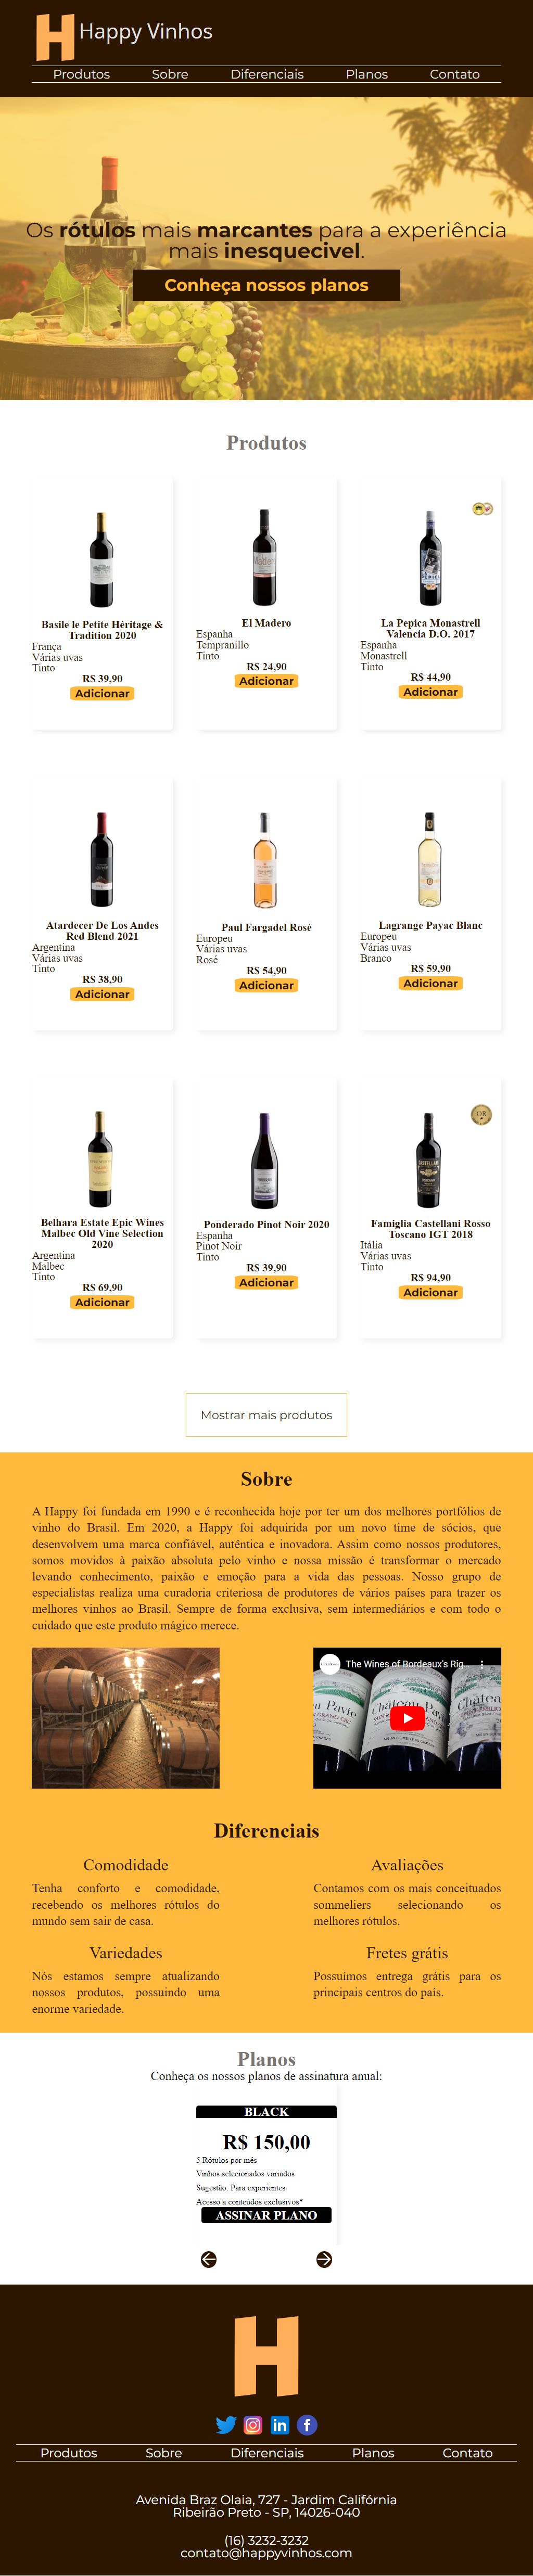 H Happy Vinhos
Produtos Sobre Diferenciais Planos Contato
Os rótulos mais marcantes para a experiência
mais inesquecivel.
Conheça nossos planos
Produtos
Basile le Petite Héritage &
Tradition 2020
França
Várias uvas
Tinto
R$ 39,90
Adicionar
El Madero
Espanha
Tempranillo
Tinto
R$ 24,90
Adicionar
La Pepica Monastrell
Valencia D.O. 2017
Espanha
Monastrell
Tinto
R$ 44,90
Adicionar
Atardecer De Los Andes
Red Blend 2021
Argentina
Várias uvas
Tinto
R$ 38,90
Adicionar
Paul Fargadel Rosé
Europeu
Várias uvas
Rosé
R$ 54,90
Adicionar
Lagrange Payac Blanc
Europeu
Várias uvas
Branco
R$ 59,90
Adicionar
Belhara Estate Epic Wines
Malbec Old Vine Selection
2020
Argentina
Malbec
Tinto
R$ 69,90
Adicionar
Ponderado Pinot Noir 2020
Espanha
Pinot Noir
Tinto
R$ 39,90
Adicionar
Famiglia Castellani Rosso
Toscano IGT 2018
Itália
Várias uvas
Tinto
R$ 94,90
Adicionar
Mostrar mais produtos
Sobre
A Happy foi fundada em 1990 e é reconhecida hoje por ter um dos melhores portfólios de
vinho do Brasil. Em 2020, a Happy foi adquirida por um novo time de sócios, que
desenvolvem uma marca confiável, autêntica e inovadora. Assim como nossos produtores,
somos movidos à paixão absoluta pelo vinho e nossa missão é transformar o mercado
levando conhecimento, paixão e emoção para a vida das pessoas. Nosso grupo de
especialistas realiza uma curadoria criteriosa de produtores de vários países para trazer os
melhores vinhos ao Brasil. Sempre de forma exclusiva, sem intermediários e com todo o
cuidado que este produto mágico merece.
The Wines of Bordeaux's Rig...
Diferenciais
Comodidade
Tenha conforto e comodidade,
recebendo os melhores rótulos do
mundo sem sair de casa.
Avaliações
Contamos com os mais conceituados
sommeliers selecionando os
melhores rótulos.
Variedades
Nós estamos sempre atualizando
nossos produtos, possuindo uma
enorme variedade.
Fretes grátis
Possuimos entrega grátis para os
principais centros do país.
Planos
Conheça os nossos planos de assinatura anual:
BLACK
R$ 150,00
5 Rótulos por mês
Vinhos selecionados variados
Sugestão: Para experientes
Acesso a conteúdos exclusivos*
ASSINAR PLANO
H
Produtos Sobre Diferenciais Planos Contato
Avenida Braz Olaia, 727 - Jardim Califórnia
Ribeirão Preto - SP, 14026-040
(16) 3232-3232
contato@happyvinhos.com